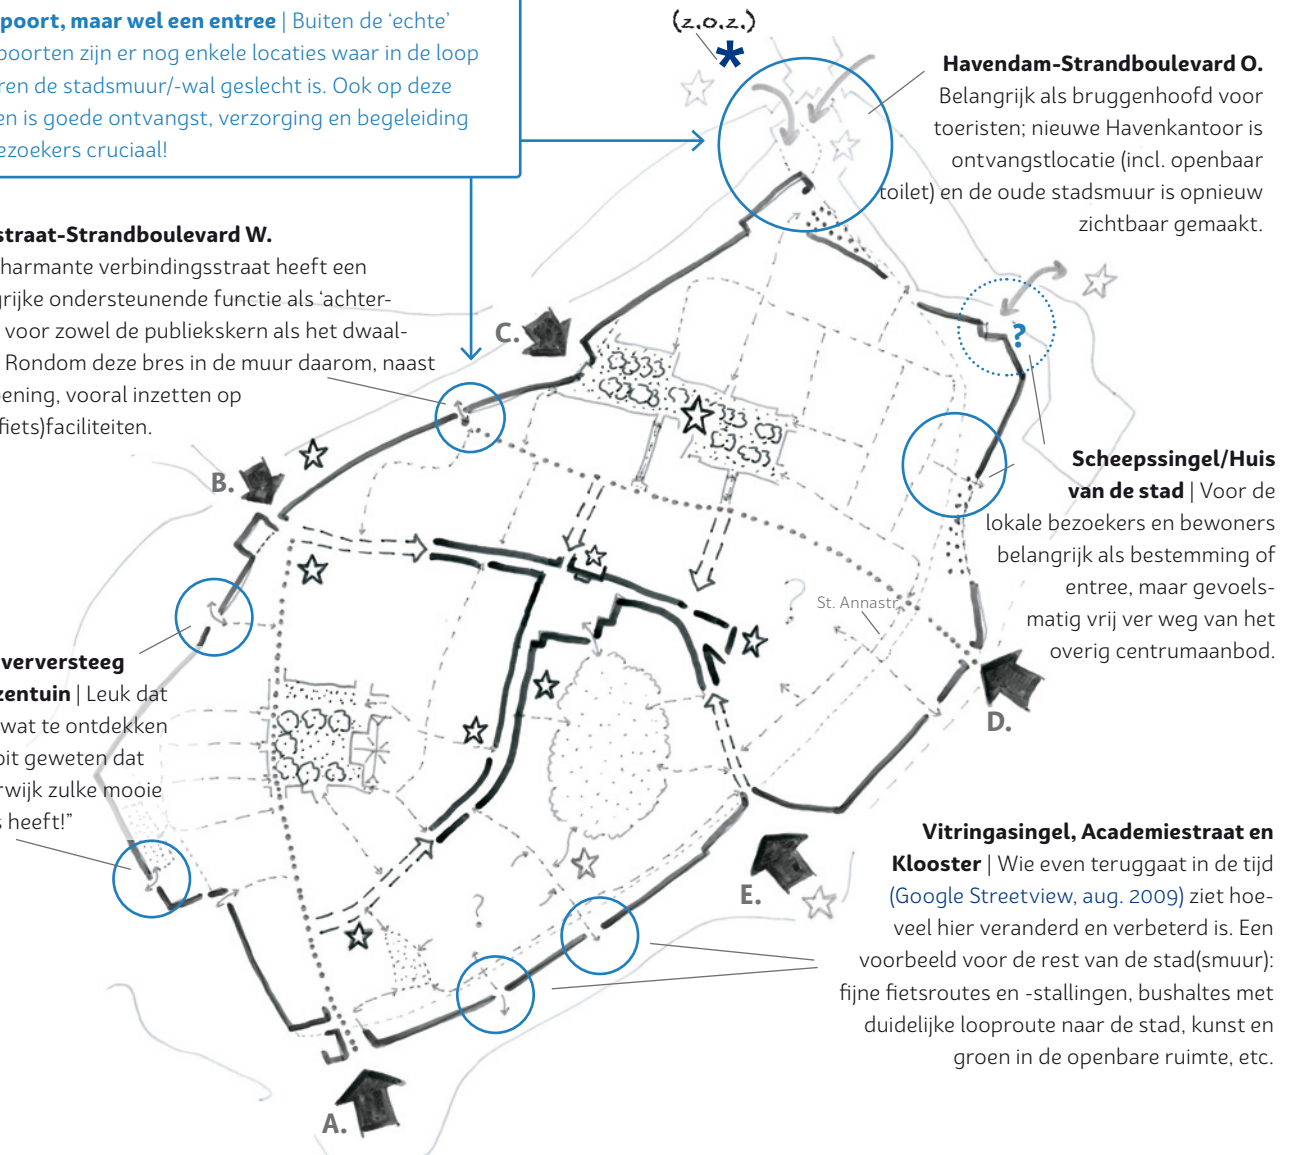 poort, maar wel een entree | Buiten de ‘echte’
poorten zijn er nog enkele locaties waar in de loop
ren de stadsmuur/-wal geslecht is. Ook op deze
en is goede ontvangst, verzorging en begeleiding
ezoekers cruciaal!
(z.o.z.)
*
Havendam-Strandboulevard O.
Belangrijk als bruggenhoofd voor
toeristen; nieuwe Havenkantoor is
ontvangstlocatie (incl. openbaar
toilet) en de oude stadsmuur is opnieuw
zichtbaar gemaakt.
straat-Strandboulevard W.
harmante verbindingsstraat heeft een
grijke ondersteunende functie als ‘achter-
voor zowel de publiekskern als het dwaal-
Rondom deze bres in de muur daarom, naast
pening, vooral inzetten op
fiets)faciliteiten.
C.
?
B.
Scheepssingel/Huis
van de stad | Voor de
lokale bezoekers en bewoners
belangrijk als bestemming of
entree, maar gevoels-
matig vrij ver weg van het
overig centrumaanbod.
?
St. Annastr.
D.
rverversteeg
zentuin | Leuk dat
wat te ontdekken
oit geweten dat
rwijk zulke mooie
s heeft!”
?
E.
Vitringasingel, Academiestraat en
Klooster | Wie even teruggaat in de tijd
(Google Streetview, aug. 2009) ziet hoe-
veel hier veranderd en verbeterd is. Een
voorbeeld voor de rest van de stad(smuur):
fijne fietsroutes en -stallingen, bushaltes met
duidelijke looproute naar de stad, kunst en
groen in de openbare ruimte, etc.
A.